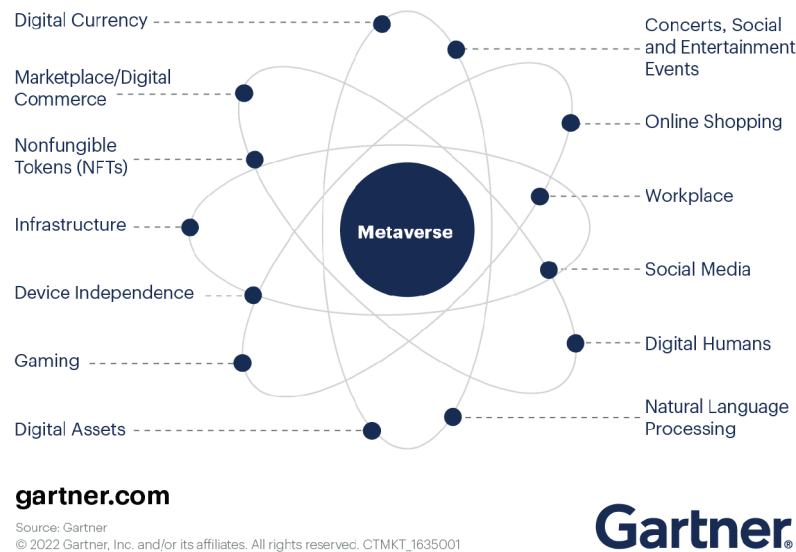 Digital Currency
Marketplace/Digital
Commerce
Nonfungible
Tokens (NFTs)
Infrastructure
Device Independence
Gaming
Digital Assets
Metaverse
Concerts, Social
and Entertainment
Events
Online Shopping
Workplace
Social Media
Digital Humans
Natural Language
Processing
gartner.com
Source: Gartner
© 2022 Gartner, Inc. and/or its affiliates. All rights reserved. CTMKT_1635001
Gartner®